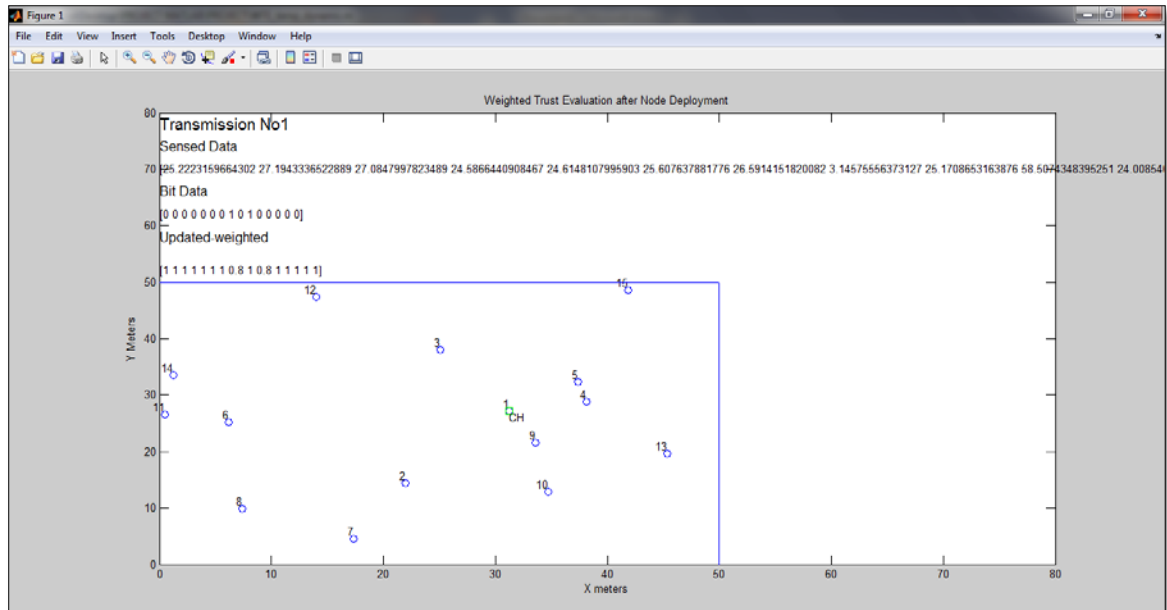 Figure 1
File Edit View Insert Tools Desktop Window Help
Weighted Trust Evaluation after Node Deployment
80
Transmission No1
Sensed Data
70 [25.2223159664302 27.1943336522889 27.0847997823489 24.5866440908467 24.6148107995903 25.607637881776 26.5914151820082 3.14575556373127 25.1708653163876 58.5074348395251 24.00854
Bit Data
[0 0 0 0 0 0 0 1 0 1 0 0 0 0 0]
60
Updated-weighted
[1 1 1 1 1 1 1 0.8 1 0.8 1 1 1 1 1]
50
12 15
40
3
14
5
30
4
11 1
6 CH
9
20
13
2
10
10
8
7
0
0 10 20 30 40 50 60 70 80
Y Meters
X meters